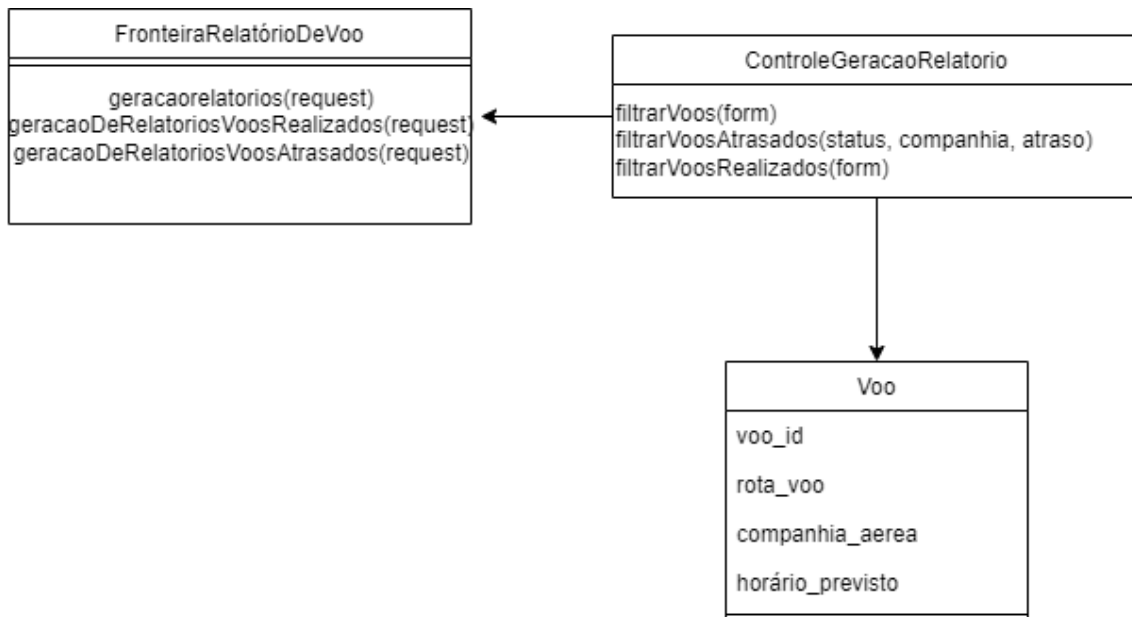 FronteiraRelatórioDeVoo
geracaorelatorios(request)
geracaoDeRelatoriosVoosRealizados(request)
geracaoDeRelatoriosVoosAtrasados(request)
ControleGeracaoRelatorio
filtrarVoos(form)
filtrarVoosAtrasados(status, companhia, atraso)
filtrarVoosRealizados(form)
Voo
voo_id
rota_voo
companhia_aerea
horário_previsto